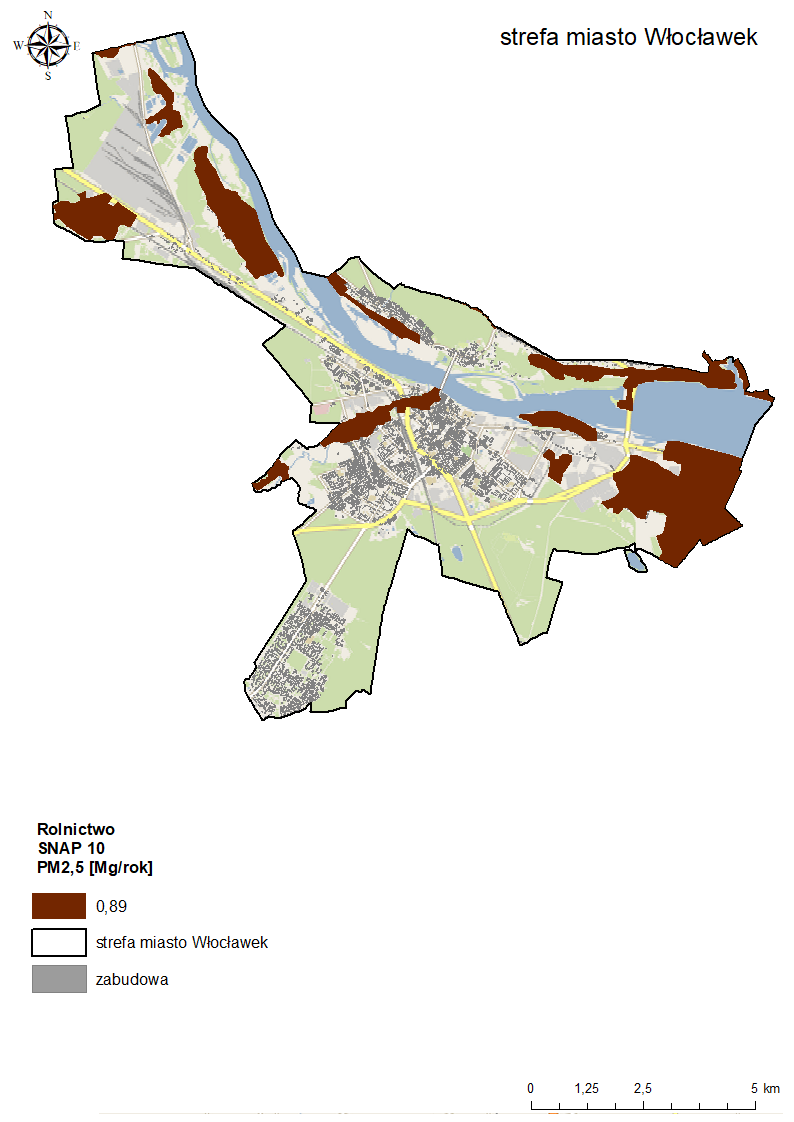 N
strefa miasto Włocławek
W E
S
Rolnictwo
SNAP 10
PM2,5 [Mg/rok]
0,89
strefa miasto Włocławek
zabudowa
0 1,25 2,5 5 km